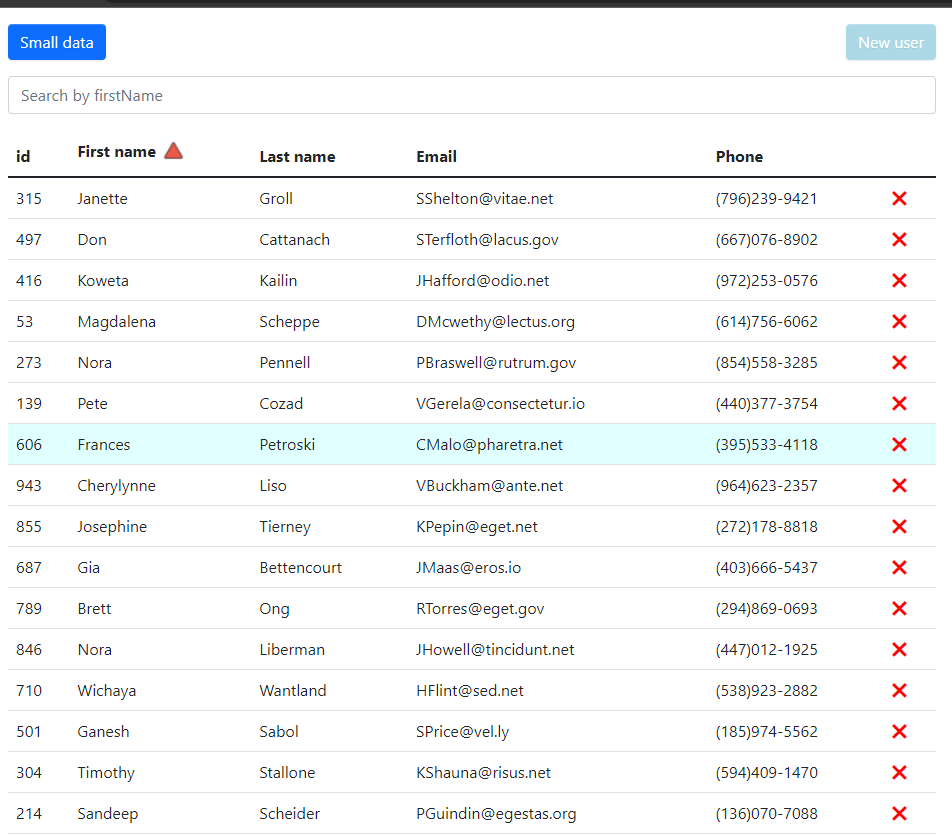 Small data New user
Search by firstName
id First name Last name Email Phone
315 Janette Groll SShelton@vitae.net (796)239-9421
497 Don Cattanach STerfloth@lacus.gov (667)076-8902
416 Koweta Kailin JHafford@odio.net (972)253-0576
53 Magdalena Scheppe DMcwethy@lectus.org (614)756-6062
273 Nora Pennell PBraswell@rutrum.gov (854)558-3285
139 Pete Cozad VGerela@consectetur.io (440)377-3754
606 Frances Petroski CMalo@pharetra.net (395)533-4118
943 Cherylynne Liso VBuckham@ante.net (964)623-2357
855 Josephine Tierney KPepin@eget.net (272)178-8818
687 Gia Bettencourt JMaas@eros.io (403)666-5437
789 Brett Ong RTorres@eget.gov (294)869-0693
846 Nora Liberman JHowell@tincidunt.net (447)012-1925
710 Wichaya Wantland HFlint@sed.net (538)923-2882
501 Ganesh Sabol SPrice@vel.ly (185)974-5562
304 Timothy Stallone KShauna@risus.net (594)409-1470
214 Sandeep Scheider PGuindin@egestas.org (136)070-7088